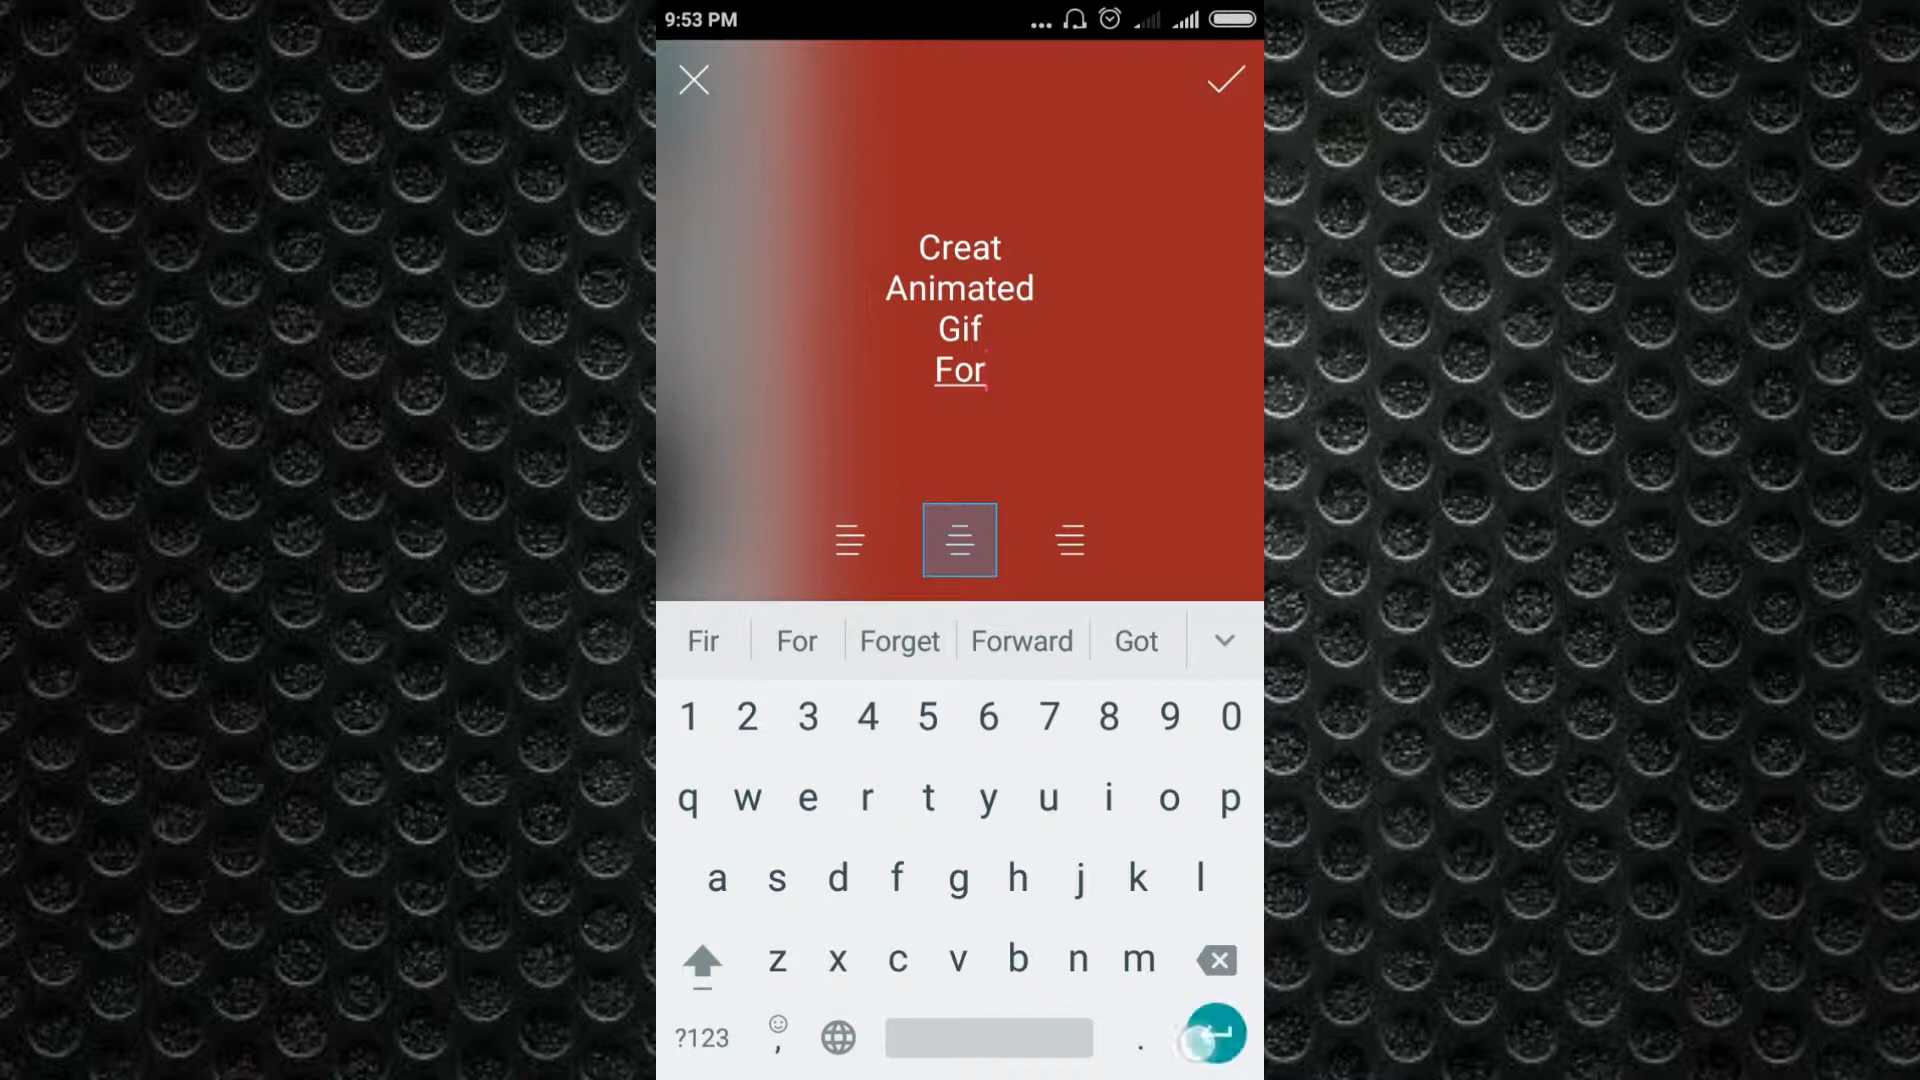 9:53 PM
Creat
Animated
Gif
For
Fir For Forget Forward Got
1 2 3 4 5 6 7 8 9 0
q w e r t y u i o p
a s d f g h j k l
z x c v b n m
?123 , .